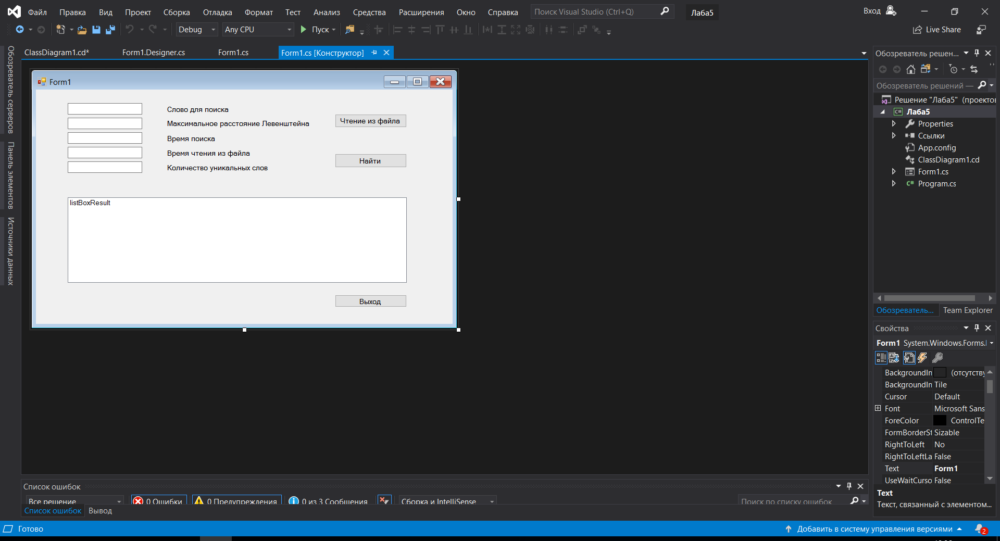 Файл Правка Вид Проект Сборка Отладка Формат Тест Анализ Средства Расширения Окно Справка Поиск Visual Studio (Ctrl+Q) Лаба5 Вход
Debug Any CPU Пуск Live Share
ClassDiagram1.cd* Form1.Designer.cs Form1.cs Form1.cs [Конструктор]
Обозреватель серверов
Панель элементов
Источники данных
Form1
Слово для поиска
Максимальное расстояние Левенштейна
Время поиска
Время чтения из файла
Количество уникальных слов
Чтение из файла
Найти
listBoxResult
Выход
Обозреватель решен...
Обозреватель решений —
Решение "Лаба5" (проектов
C# Лаба5
Properties
Ссылки
App.config
ClassDiagram1.cd
Form1.cs
C# Program.cs
Обозреватель... Team Explorer
Свойства
Form1 System.Windows.Forms.
BackgroundIn (отсутству
BackgroundIn Tile
Cursor Default
Font Microsoft Sans
ForeColor ControlTe
FormBorderSt Sizable
RightToLeft No
RightToLeftLa False
Text Form1
UseWaitCurso False
Text
Текст, связанный с элементом...
Список ошибок
Все решение 0 Ошибки 0 Предупреждения 0 из 3 Сообщения Сборка и IntelliSense Поиск по списку ошибок
Список ошибок Вывод
Готово Добавить в систему управления версиями 2